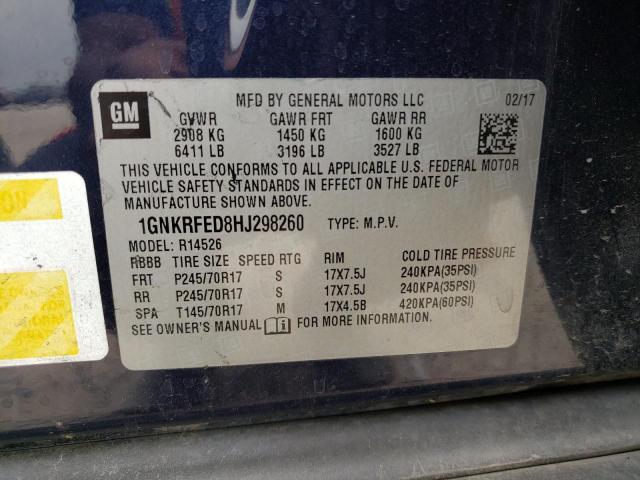 GM
MFD BY GENERAL MOTORS LLC 02/17
GVWR GAWR FRT GAWR RR
2908 KG 1450 KG 1600 KG
6411 LB 3196 LB 3527 LB
THIS VEHICLE CONFORMS TO ALL APPLICABLE U.S. FEDERAL MOTOR
VEHICLE SAFETY STANDARDS IN EFFECT ON THE DATE OF
MANUFACTURE SHOWN ABOVE.
1GNKRFED8HJ298260 TYPE: M.P.V.
MODEL: R14526
RBBB TIRE SIZE SPEED RTG RIM COLD TIRE PRESSURE
FRT P245/70R17 S 17X7.5J 240KPA(35PSI)
RR P245/70R17 S 17X7.5J 240KPA(35PSI)
SPA T145/70R17 M 17X4.5B 420KPA(60PSI)
SEE OWNER'S MANUAL FOR MORE INFORMATION